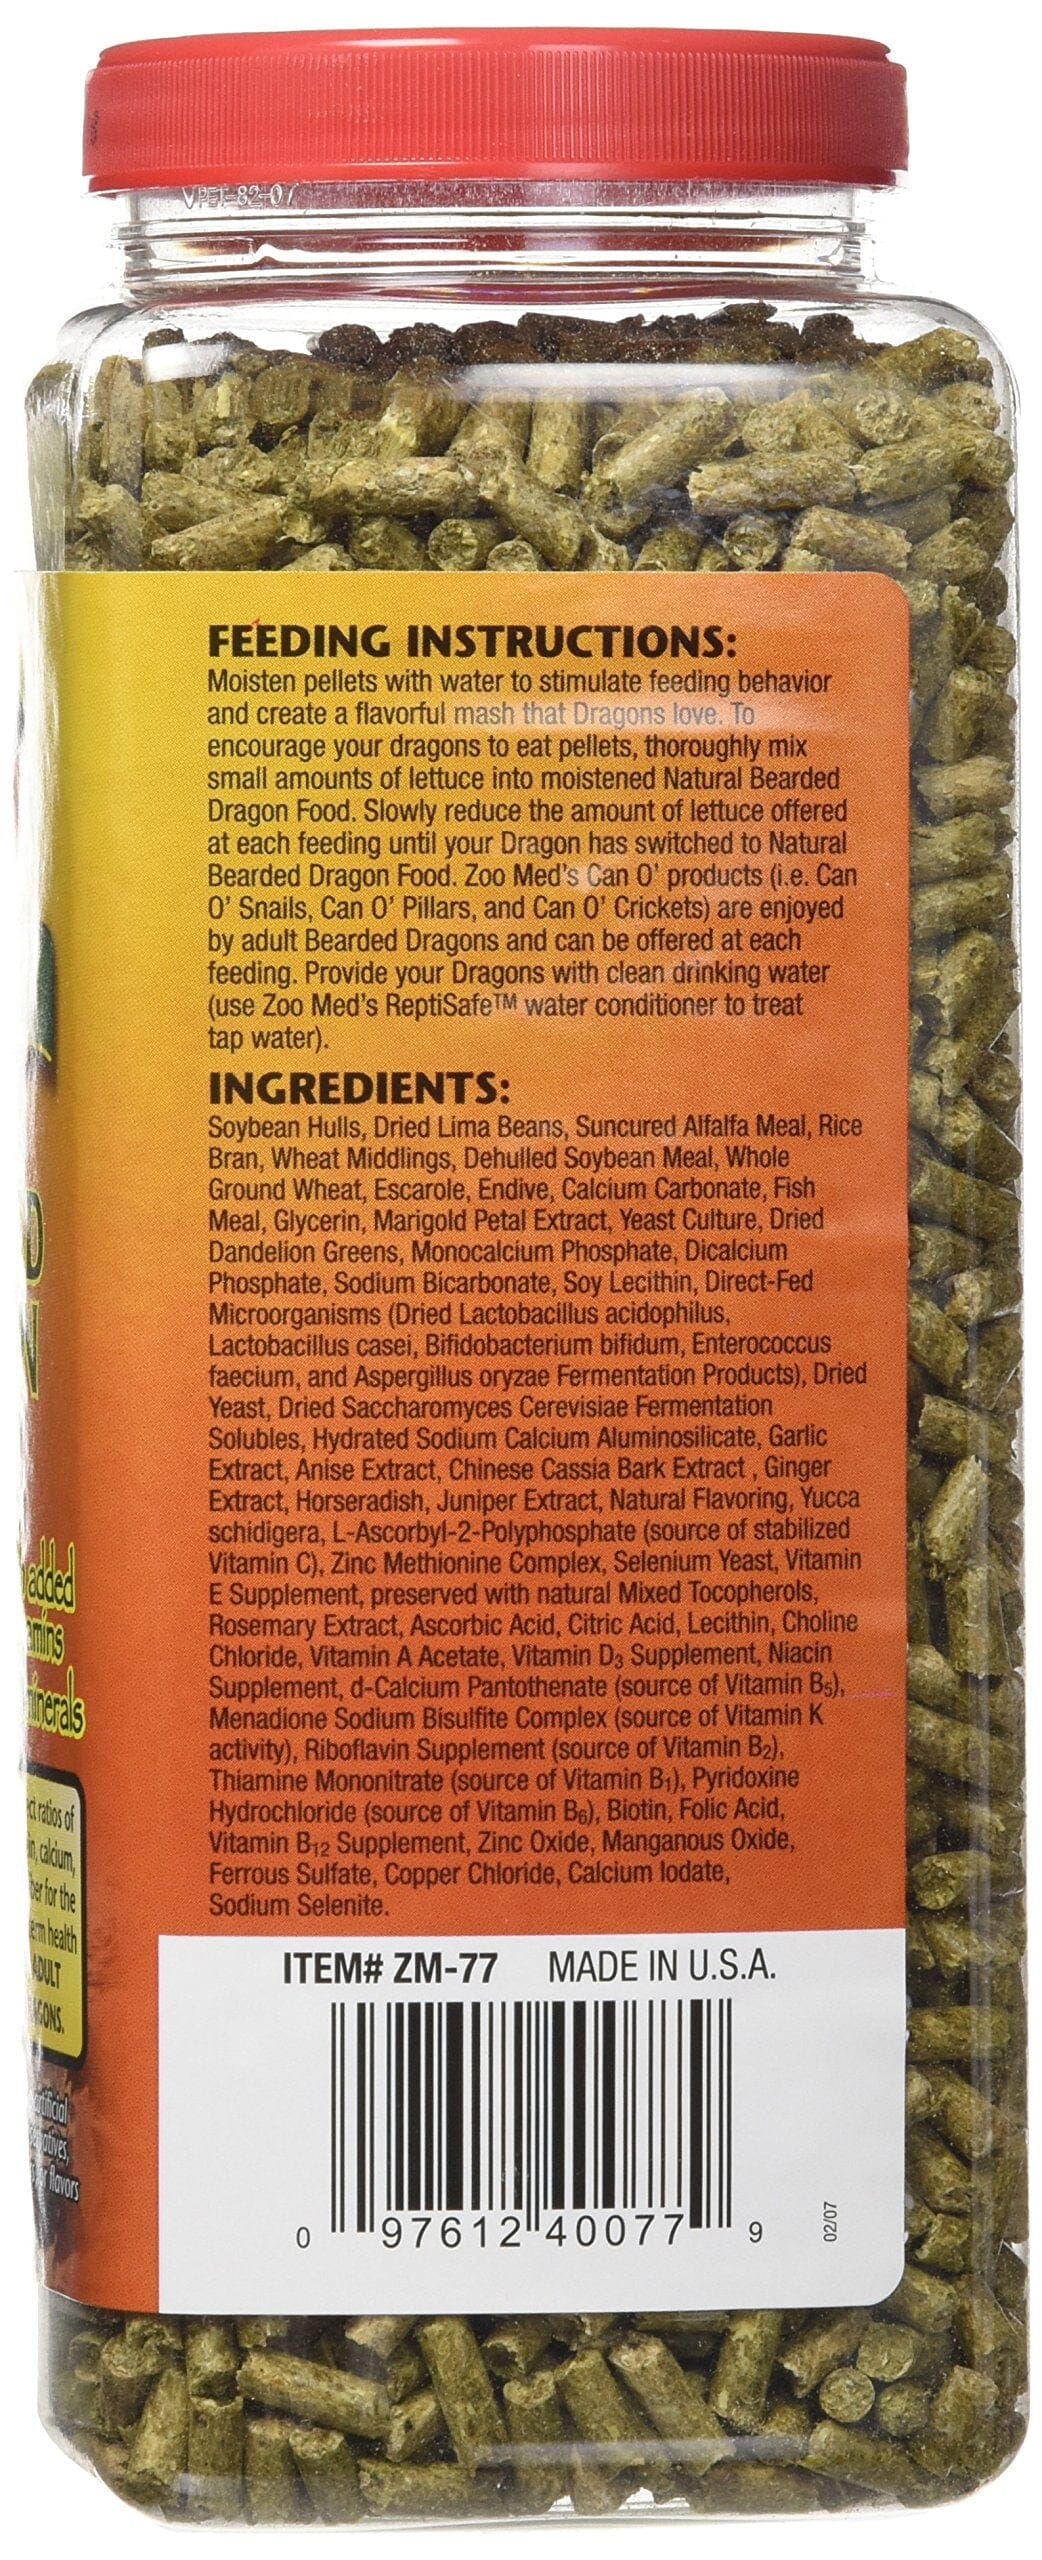 VPET-82-07
FEEDING INSTRUCTIONS:
Moisten pellets with water to stimulate feeding behavior
and create a flavorful mash that Dragons love. To
encourage your dragons to eat pellets, thoroughly mix
small amounts of lettuce into moistened Natural Bearded
Dragon Food. Slowly reduce the amount of lettuce offered
at each feeding until your Dragon has switched to Natural
Bearded Dragon Food. Zoo Med's Can O' products (i.e. Can
O' Snails, Can O' Pillars, and Can O' Crickets) are enjoyed
by adult Bearded Dragons and can be offered at each
feeding. Provide your Dragons with clean drinking water
(use Zoo Med's ReptiSafe™ water conditioner to treat
tap water).
INGREDIENTS:
Soybean Hulls, Dried Lima Beans, Suncured Alfalfa Meal, Rice
Bran, Wheat Middlings, Dehulled Soybean Meal, Whole
Ground Wheat, Escarole, Endive, Calcium Carbonate, Fish
Meal, Glycerin, Marigold Petal Extract, Yeast Culture, Dried
Dandelion Greens, Monocalcium Phosphate, Dicalcium
Phosphate, Sodium Bicarbonate, Soy Lecithin, Direct-Fed
Microorganisms (Dried Lactobacillus acidophilus,
Lactobacillus casei, Bifidobacterium bifidum, Enterococcus
faecium, and Aspergillus oryzae Fermentation Products), Dried
Yeast, Dried Saccharomyces Cerevisiae Fermentation
Solubles, Hydrated Sodium Calcium Aluminosilicate, Garlic
Extract, Anise Extract, Chinese Cassia Bark Extract , Ginger
Extract, Horseradish, Juniper Extract, Natural Flavoring, Yucca
schidigera, L-Ascorbyl-2-Polyphosphate (source of stabilized
Vitamin C), Zinc Methionine Complex, Selenium Yeast, Vitamin
E Supplement, preserved with natural Mixed Tocopherols,
Rosemary Extract, Ascorbic Acid, Citric Acid, Lecithin, Choline
Chloride, Vitamin A Acetate, Vitamin D3 Supplement, Niacin
Supplement, d-Calcium Pantothenate (source of Vitamin B5),
Menadione Sodium Bisulfite Complex (source of Vitamin K
activity), Riboflavin Supplement (source of Vitamin B2),
Thiamine Mononitrate (source of Vitamin B1), Pyridoxine
Hydrochloride (source of Vitamin B6), Biotin, Folic Acid,
Vitamin B12 Supplement, Zinc Oxide, Manganous Oxide,
Ferrous Sulfate, Copper Chloride, Calcium Iodate,
Sodium Selenite.
added
minerals
ratios of
calcium,
for the
health
ADULT
flavors
ITEM# ZM-77 MADE IN U.S.A.
0 97612 40077 9
02/07